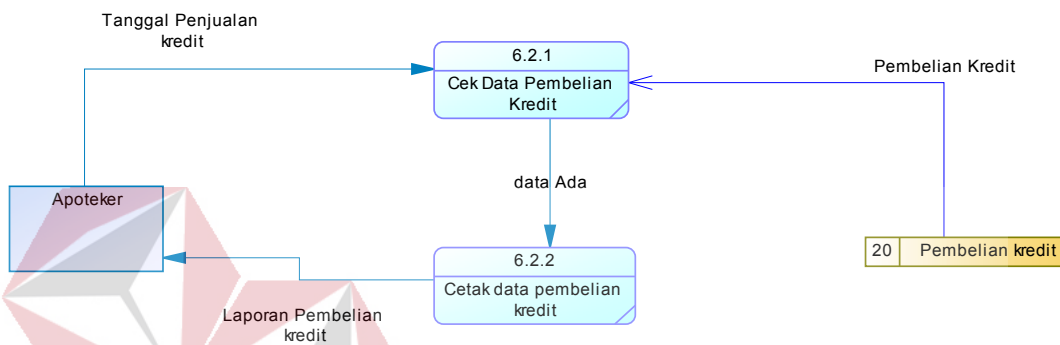 Tanggal Penjualan
kredit
6.2.1
Cek Data Pembelian
Kredit
Pembelian Kredit
data Ada
Apoteker
20 Pembelian kredit
6.2.2
Cetak data pembelian
kredit
Laporan Pembelian
kredit